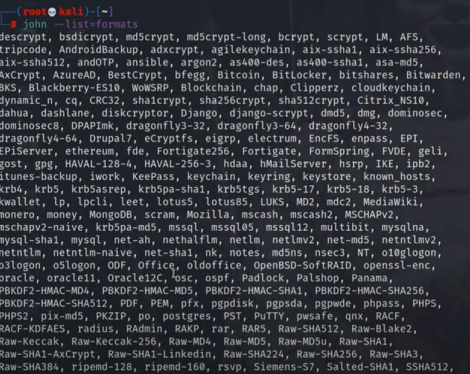 (root💀kali)-[~]
# john --list=formats
descrypt, bsdicrypt, md5crypt, md5crypt-long, bcrypt, scrypt, LM, AFS,
tripcode, AndroidBackup, adxcrypt, agilekeychain, aix-ssha1, aix-ssha256,
aix-ssha512, andOTP, ansible, argon2, as400-des, as400-ssha1, asa-md5,
AxCrypt, AzureAD, BestCrypt, bfegg, Bitcoin, BitLocker, bitshares, Bitwarden,
BKS, Blackberry-ES10, WoWSRP, Blockchain, chap, Clipperz, cloudkeychain,
dynamic_n, cq, CRC32, sha1crypt, sha256crypt, sha512crypt, Citrix_NS10,
dahua, dashlane, diskcryptor, Django, django-scrypt, dmd5, dmg, dominosec,
dominosec8, DPAPImk, dragonfly3-32, dragonfly3-64, dragonfly4-32,
dragonfly4-64, Drupal7, eCryptfs, eigrp, electrum, EncFS, enpass, EPI,
EPiServer, ethereum, fde, Fortigate256, Fortigate, FormSpring, FVDE, geli,
gost, gpg, HAVAL-128-4, HAVAL-256-3, hdaa, hMailServer, hsrp, IKE, ipb2,
itunes-backup, iwork, KeePass, keychain, keyring, keystore, known_hosts,
krb4, krb5, krb5asrep, krb5pa-sha1, krb5tgs, krb5-17, krb5-18, krb5-3,
kwallet, lp, lpcli, leet, lotus5, lotus85, LUKS, MD2, mdc2, MediaWiki,
monero, money, MongoDB, scram, Mozilla, mscash, mscash2, MSCHAPv2,
mschapv2-naive, krb5pa-md5, mssql, mssql05, mssql12, multibit, mysqlna,
mysql-sha1, mysql, net-ah, nethalflm, netlm, netlmv2, net-md5, netntlmv2,
netntlm, netntlm-naive, net-sha1, nk, notes, md5ns, nsec3, NT, o10glogon,
o3logon, o5logon, ODF, Office, oldoffice, OpenBSD-SoftRAID, openssl-enc,
oracle, oracle11, Oracle12C, osc, ospf, Padlock, Palshop, Panama,
PBKDF2-HMAC-MD4, PBKDF2-HMAC-MD5, PBKDF2-HMAC-SHA1, PBKDF2-HMAC-SHA256,
PBKDF2-HMAC-SHA512, PDF, PEM, pfx, pgpdisk, pgpsda, pgpwde, phpass, PHPS,
PHPS2, pix-md5, PKZIP, po, postgres, PST, PuTTY, pwsafe, qnx, RACF,
RACF-KDFAES, radius, RAdmin, RAKP, rar, RAR5, Raw-SHA512, Raw-Blake2,
Raw-Keccak, Raw-Keccak-256, Raw-MD4, Raw-MD5, Raw-MD5u, Raw-SHA1,
Raw-SHA1-AxCrypt, Raw-SHA1-Linkedin, Raw-SHA224, Raw-SHA256, Raw-SHA3,
Raw-SHA384, ripemd-128, ripemd-160, rsvp, Siemens-S7, Salted-SHA1, SSHA512,